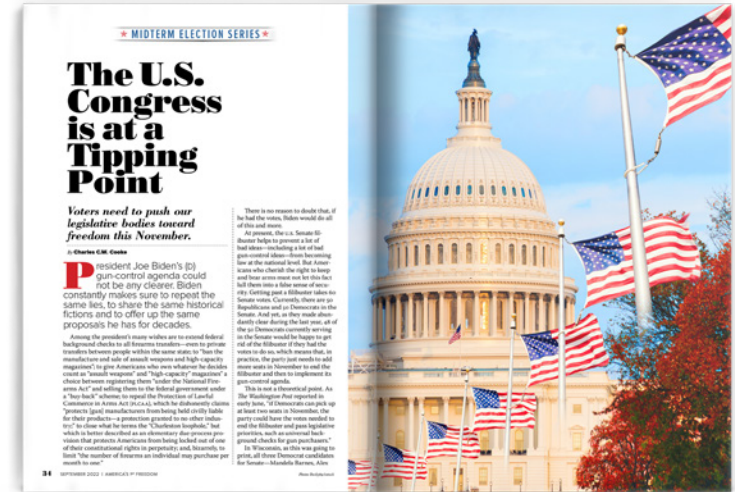 MIDTERM ELECTION SERIES
The U.S.
Congress
is at a
Tipping
Point
Voters need to push our
legislative bodies toward
freedom this November.
By Charles C.W. Cooke
President Joe Biden's (D)
gun-control agenda could
not be any clearer. Biden
constantly makes sure to repeat the
same lies, to share the same historical
fictions and to offer up the same
proposals he has for decades.
Among the president's many wishes are to extend federal
background checks to all firearms transfers—even to private
transfers between people within the same state; to "ban the
manufacture and sale of assault weapons and high-capacity
magazines"; to give Americans who own whatever he decides
count as "assault weapons" and "high-capacity magazines" a
choice between registering them "under the National Fire-
arms Act" and selling them to the federal government under
a "buy-back" scheme; to repeal the Protection of Lawful
Commerce in Arms Act (PLCAA), which he dishonestly claims
"protects [gun] manufacturers from being held civilly liable
for their products—a protection granted to no other indus-
try;" to close what he terms the "Charleston loophole," but
which is better described as an elementary due-process pro-
vision that protects Americans from being locked out of one
of their constitutional rights in perpetuity; and, bizarrely, to
limit "the number of firearms an individual may purchase per
month to one."
There is no reason to doubt that, if
he had the votes, Biden would do all
of this and more.
At present, the U.S. Senate fil-
ibuster helps to prevent a lot of
bad ideas—including a lot of bad
gun-control ideas—from becoming
law at the national level. But Amer-
icans who cherish the right to keep
and bear arms must not let this fact
lull them into a false sense of secu-
rity. Getting past a filibuster takes 60
Senate votes. Currently, there are 50
Republicans and 50 Democrats in the
Senate. And yet, as they made abun-
dantly clear during the last year, 48 of
the 50 Democrats currently serving
in the Senate would be happy to get
rid of the filibuster if they had the
votes to do so, which means that, in
practice, the party just needs to add
more seats in November to end the
filibuster and then to implement its
gun-control agenda.
This is not a theoretical point. As
The Washington Post reported in
early June, "if Democrats can pick up
at least two seats in November, the
party could have the votes needed to
end the filibuster and pass legislative
priorities, such as universal back-
ground checks for gun purchasers."
In Wisconsin, as this was going to
print, all three Democrat candidates
for Senate—Mandela Barnes, Alex
34 SEPTEMBER 2022 | AMERICA'S 1ST FREEDOM